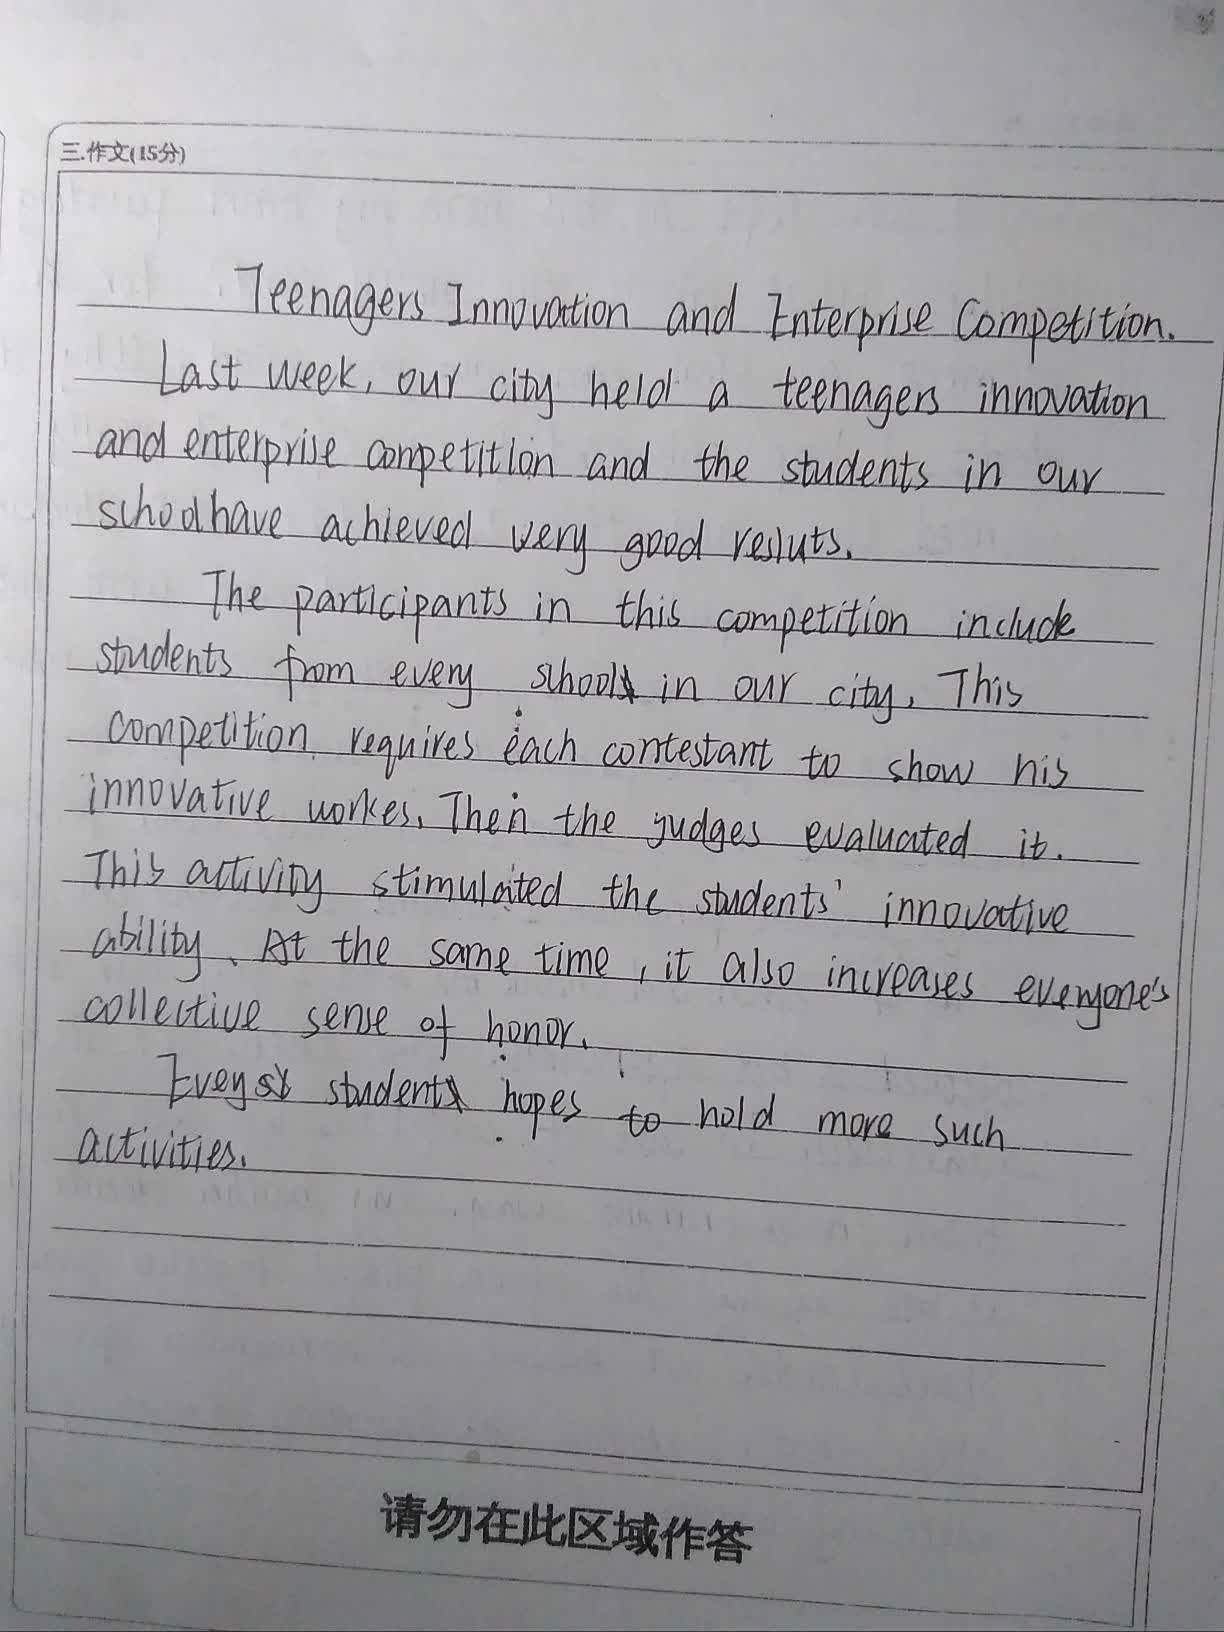 三.作文(15分)
Teenagers Innovation and Enterprise Competition.
Last week, our city held a teenagers innovation
and enterprise competition and the students in our
school have achieved very good resluts.
The participants in this competition include
students from every school in our city. This
competition requires each contestant to show his
innovative workes. Then the judges evaluated it.
This activity stimulated the students' innovative
ability. At the same time, it also increases everyone's
collective sense of honor.
Evey student hopes to hold more such
activities.
请勿在此区域作答